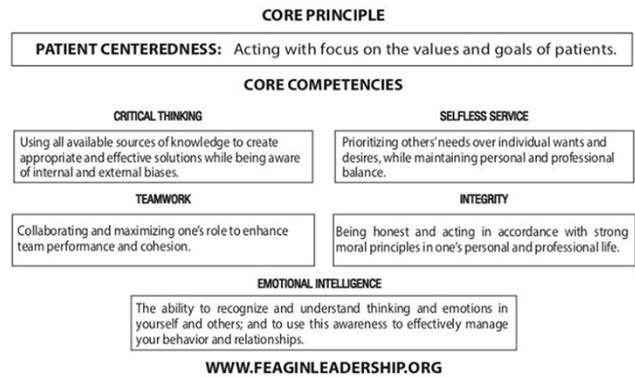 CORE PRINCIPLE
PATIENT CENTEREDNESS: Acting with focus on the values and goals of patients.
CORE COMPETENCIES
CRITICAL THINKING
Using all available sources of knowledge to create
appropriate and effective solutions while being aware
of internal and external biases.
SELFLESS SERVICE
Prioritizing others' needs over individual wants and
desires, while maintaining personal and professional
balance.
TEAMWORK
Collaborating and maximizing one's role to enhance
team performance and cohesion.
INTEGRITY
Being honest and acting in accordance with strong
moral principles in one's personal and professional life.
EMOTIONAL INTELLIGENCE
The ability to recognize and understand thinking and emotions in
yourself and others; and to use this awareness to effectively manage
your behavior and relationships.
WWW.FEAGINLEADERSHIP.ORG